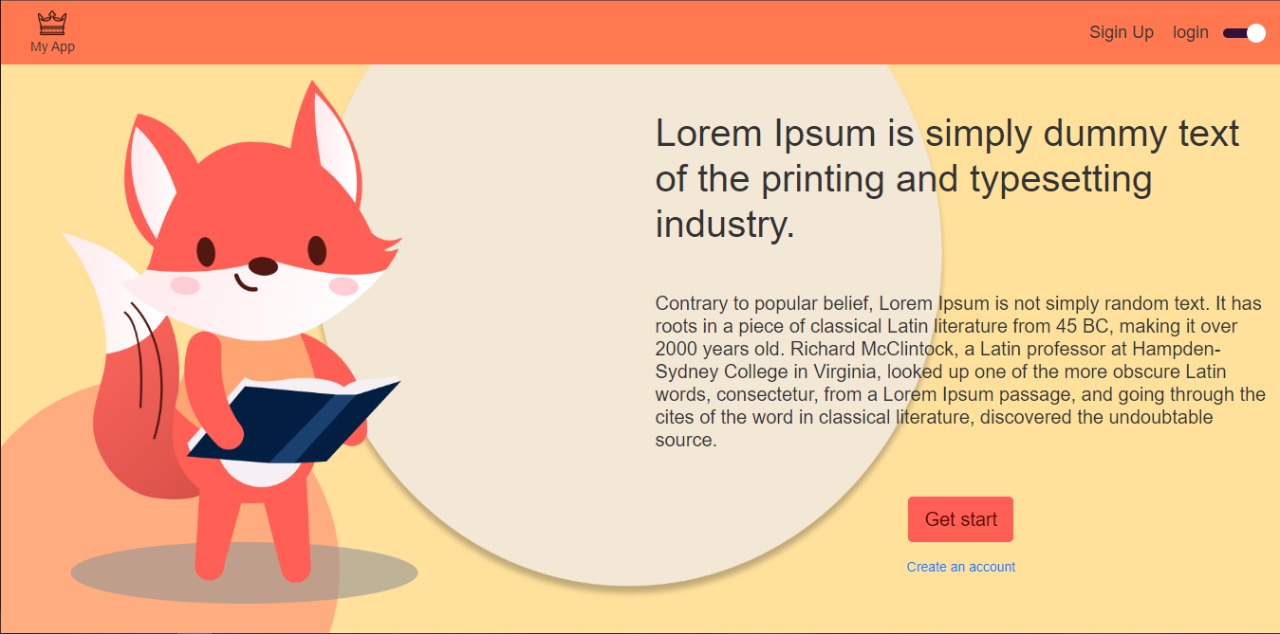 My App
Sigin Up login
Lorem Ipsum is simply dummy text
of the printing and typesetting
industry.
Contrary to popular belief, Lorem Ipsum is not simply random text. It has
roots in a piece of classical Latin literature from 45 BC, making it over
2000 years old. Richard McClintock, a Latin professor at Hampden-
Sydney College in Virginia, looked up one of the more obscure Latin
words, consectetur, from a Lorem Ipsum passage, and going through the
cites of the word in classical literature, discovered the undoubtable
source.
Get start
Create an account